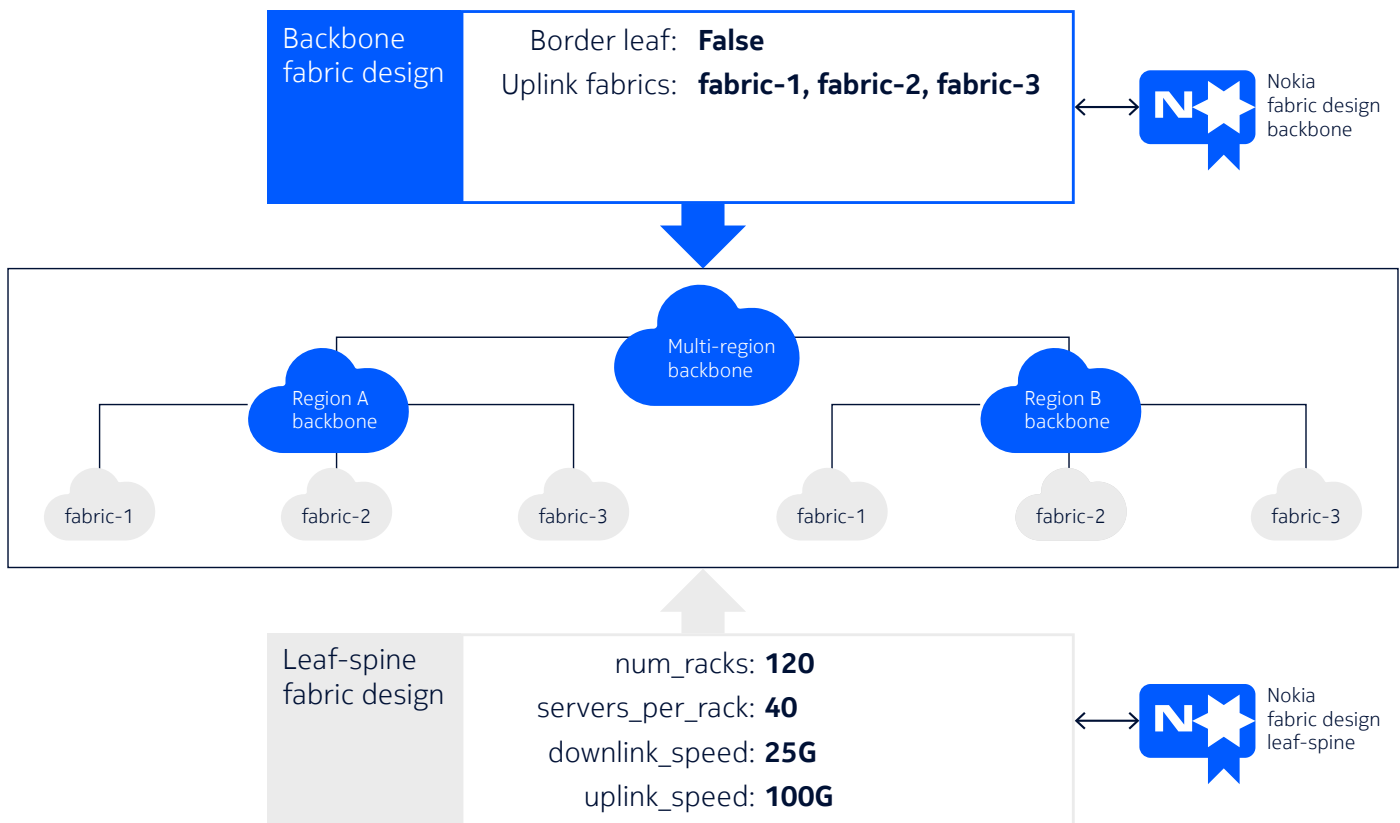 Backbone
fabric design
Border leaf: False
Uplink fabrics: fabric-1, fabric-2, fabric-3
Nokia
fabric design
backbone
Multi-region
backbone
Region A
backbone
Region B
backbone
fabric-1
fabric-2
fabric-3
fabric-1
fabric-2
fabric-3
Leaf-spine
fabric design
num_racks: 120
servers_per_rack: 40
downlink_speed: 25G
uplink_speed: 100G
N
Nokia
fabric design
leaf-spine
N